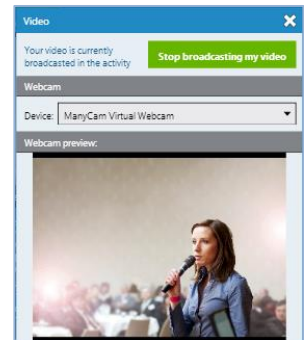 Video
Your video is currently
broadcasted in the activity
Stop broadcasting my video
Webcam
Device:
ManyCam Virtual Webcam
Webcam preview: